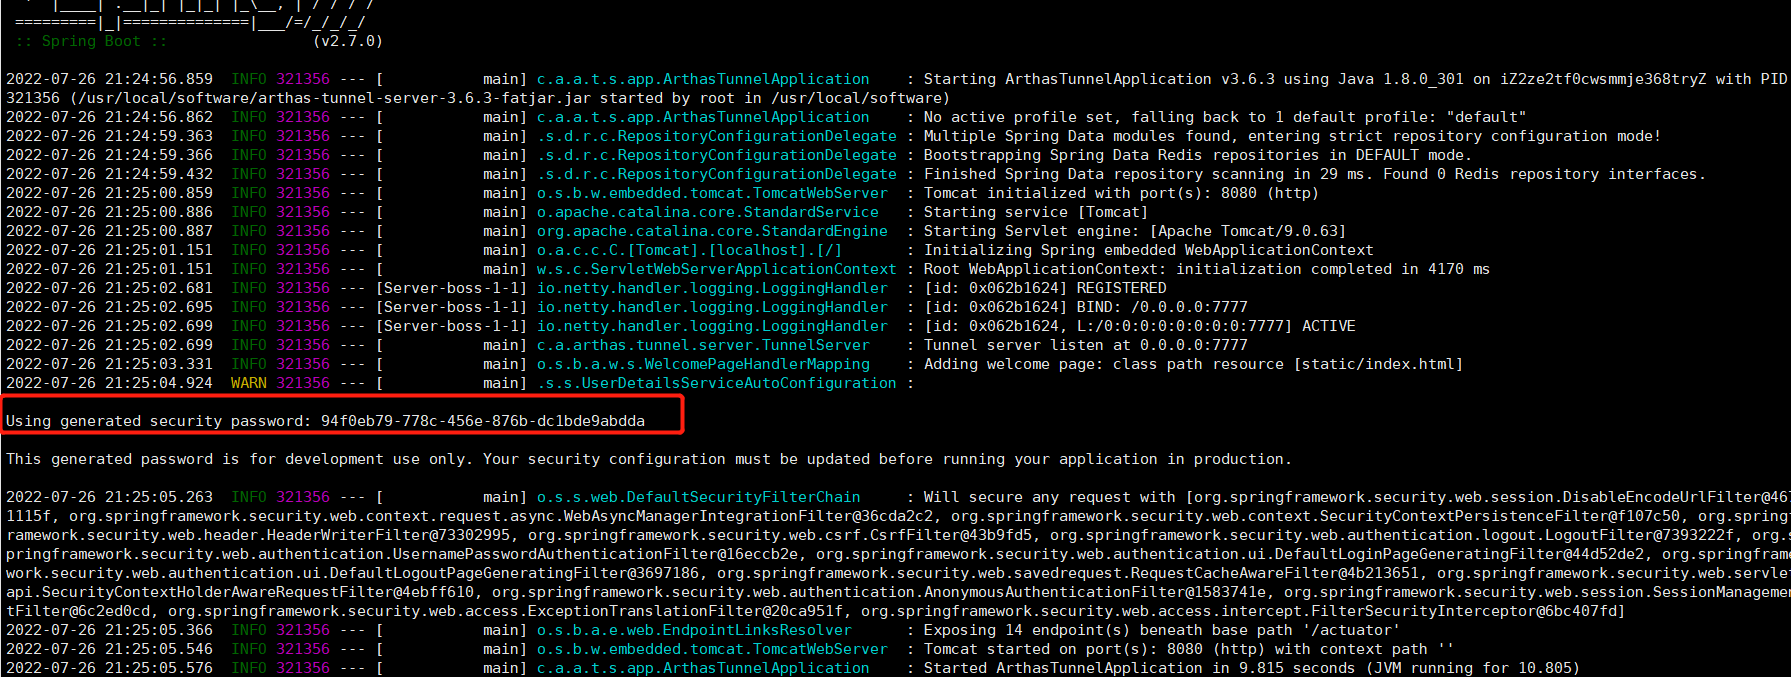 =========|_|==============|___/=/_/_/_/
:: Spring Boot ::                (v2.7.0)
2022-07-26 21:24:56.859  INFO 321356 --- [           main] c.a.a.t.s.app.ArthasTunnelApplication    : Starting ArthasTunnelApplication v3.6.3 using Java 1.8.0_301 on iZ2ze2tf0cwsmmje368tryZ with PID
321356 (/usr/local/software/arthas-tunnel-server-3.6.3-fatjar.jar started by root in /usr/local/software)
2022-07-26 21:24:56.862  INFO 321356 --- [           main] c.a.a.t.s.app.ArthasTunnelApplication    : No active profile set, falling back to 1 default profile: "default"
2022-07-26 21:24:59.363  INFO 321356 --- [           main] .s.d.r.c.RepositoryConfigurationDelegate : Multiple Spring Data modules found, entering strict repository configuration mode!
2022-07-26 21:24:59.366  INFO 321356 --- [           main] .s.d.r.c.RepositoryConfigurationDelegate : Bootstrapping Spring Data Redis repositories in DEFAULT mode.
2022-07-26 21:24:59.432  INFO 321356 --- [           main] .s.d.r.c.RepositoryConfigurationDelegate : Finished Spring Data repository scanning in 29 ms. Found 0 Redis repository interfaces.
2022-07-26 21:25:00.859  INFO 321356 --- [           main] o.s.b.w.embedded.tomcat.TomcatWebServer  : Tomcat initialized with port(s): 8080 (http)
2022-07-26 21:25:00.886  INFO 321356 --- [           main] o.apache.catalina.core.StandardService   : Starting service [Tomcat]
2022-07-26 21:25:00.887  INFO 321356 --- [           main] org.apache.catalina.core.StandardEngine  : Starting Servlet engine: [Apache Tomcat/9.0.63]
2022-07-26 21:25:01.151  INFO 321356 --- [           main] o.a.c.c.C.[Tomcat].[localhost].[/]       : Initializing Spring embedded WebApplicationContext
2022-07-26 21:25:01.151  INFO 321356 --- [           main] w.s.c.ServletWebServerApplicationContext : Root WebApplicationContext: initialization completed in 4170 ms
2022-07-26 21:25:02.681  INFO 321356 --- [Server-boss-1-1] io.netty.handler.logging.LoggingHandler  : [id: 0x062b1624] REGISTERED
2022-07-26 21:25:02.695  INFO 321356 --- [Server-boss-1-1] io.netty.handler.logging.LoggingHandler  : [id: 0x062b1624] BIND: /0.0.0.0:7777
2022-07-26 21:25:02.699  INFO 321356 --- [Server-boss-1-1] io.netty.handler.logging.LoggingHandler  : [id: 0x062b1624, L:/0:0:0:0:0:0:0:0:7777] ACTIVE
2022-07-26 21:25:02.699  INFO 321356 --- [           main] c.a.arthas.tunnel.server.TunnelServer    : Tunnel server listen at 0.0.0.0:7777
2022-07-26 21:25:03.331  INFO 321356 --- [           main] o.s.b.a.w.s.WelcomePageHandlerMapping    : Adding welcome page: class path resource [static/index.html]
2022-07-26 21:25:04.924  WARN 321356 --- [           main] .s.s.UserDetailsServiceAutoConfiguration :
Using generated security password: 94f0eb79-778c-456e-876b-dc1bde9abdda
This generated password is for development use only. Your security configuration must be updated before running your application in production.
2022-07-26 21:25:05.263  INFO 321356 --- [           main] o.s.s.web.DefaultSecurityFilterChain     : Will secure any request with [org.springframework.security.web.session.DisableEncodeUrlFilter@467
1115f, org.springframework.security.web.context.request.async.WebAsyncManagerIntegrationFilter@36cda2c2, org.springframework.security.web.context.SecurityContextPersistenceFilter@f107c50, org.spring
ramework.security.web.header.HeaderWriterFilter@73302995, org.springframework.security.web.csrf.CsrfFilter@43b9fd5, org.springframework.security.web.authentication.logout.LogoutFilter@7393222f, org.s
pringframework.security.web.authentication.UsernamePasswordAuthenticationFilter@16eccb2e, org.springframework.security.web.authentication.ui.DefaultLoginPageGeneratingFilter@44d52de2, org.springframe
work.security.web.authentication.ui.DefaultLogoutPageGeneratingFilter@3697186, org.springframework.security.web.savedrequest.RequestCacheAwareFilter@4b213651, org.springframework.security.web.servlet
api.SecurityContextHolderAwareRequestFilter@4ebff610, org.springframework.security.web.authentication.AnonymousAuthenticationFilter@1583741e, org.springframework.security.web.session.SessionManagemen
tFilter@6c2ed0cd, org.springframework.security.web.access.ExceptionTranslationFilter@20ca951f, org.springframework.security.web.access.intercept.FilterSecurityInterceptor@6bc407fd]
2022-07-26 21:25:05.366  INFO 321356 --- [           main] o.s.b.a.e.web.EndpointLinksResolver      : Exposing 14 endpoint(s) beneath base path '/actuator'
2022-07-26 21:25:05.546  INFO 321356 --- [           main] o.s.b.w.embedded.tomcat.TomcatWebServer  : Tomcat started on port(s): 8080 (http) with context path ''
2022-07-26 21:25:05.576  INFO 321356 --- [           main] c.a.a.t.s.app.ArthasTunnelApplication    : Started ArthasTunnelApplication in 9.815 seconds (JVM running for 10.805)